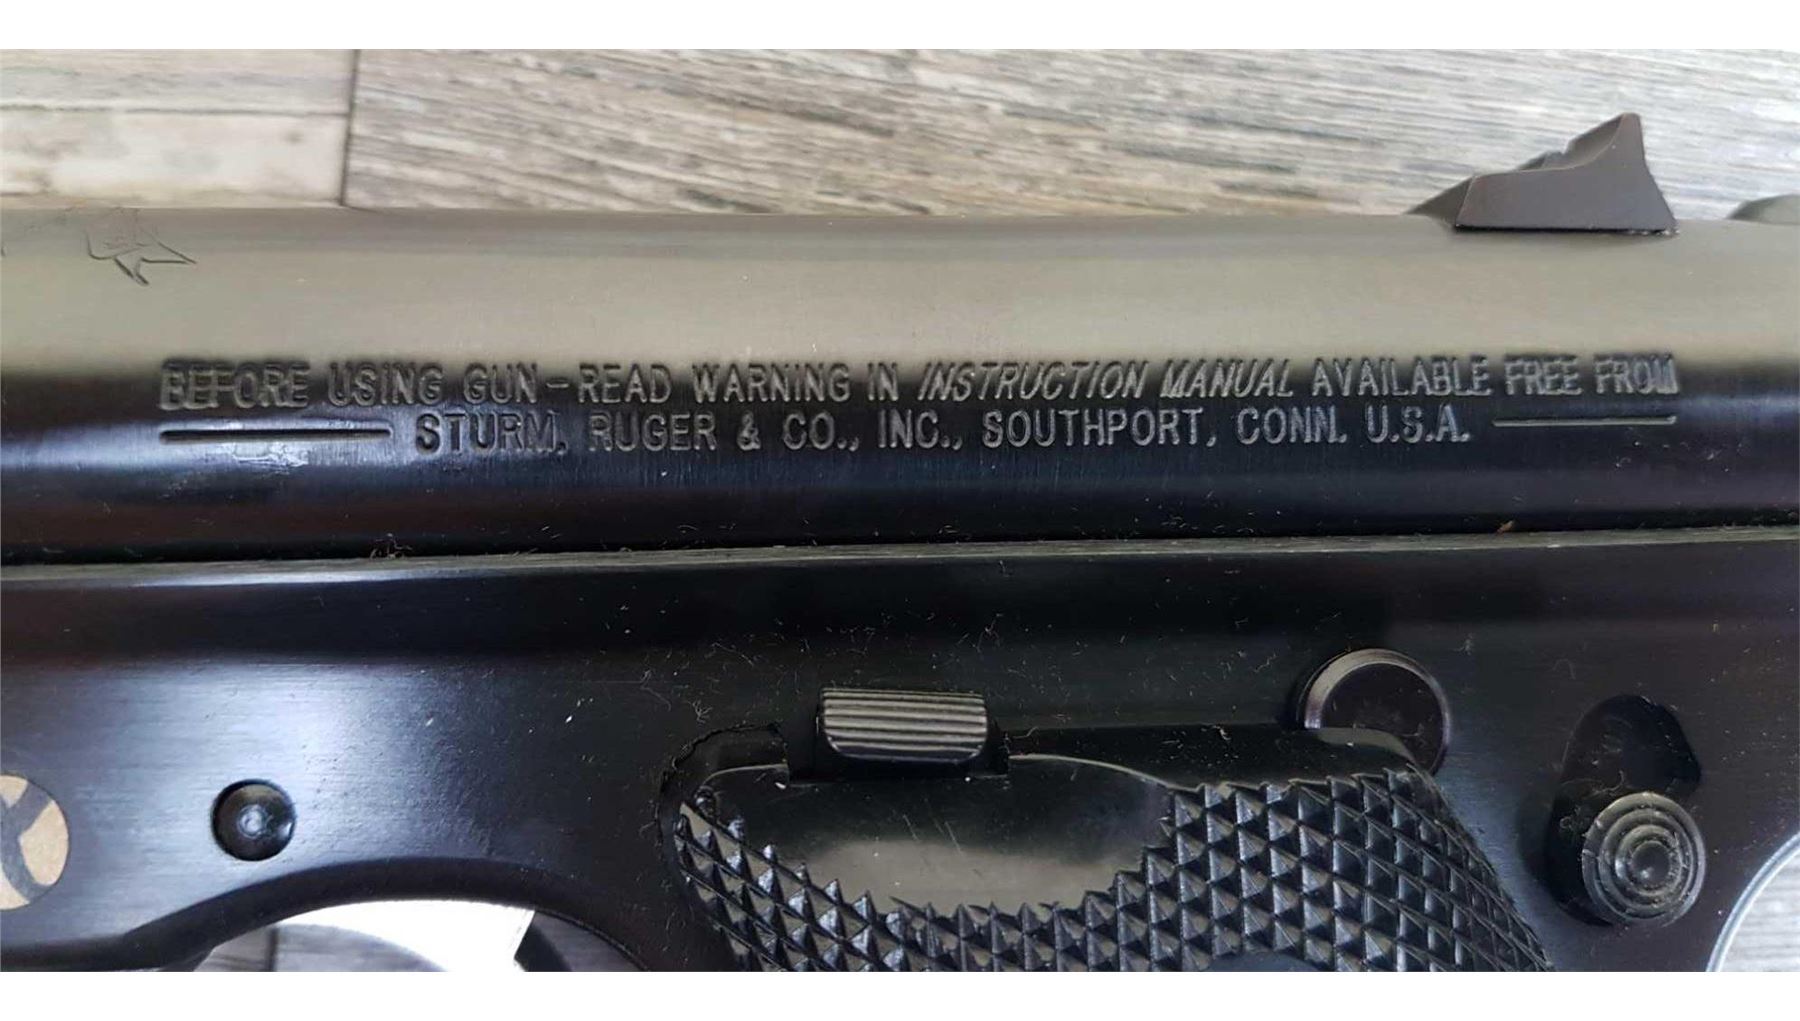 BEFORE USING GUN – READ WARNING IN INSTRUCTION MANUAL AVAILABLE FREE FROM
STURM, RUGER & CO., INC., SOUTHPORT, CONN. U.S.A.